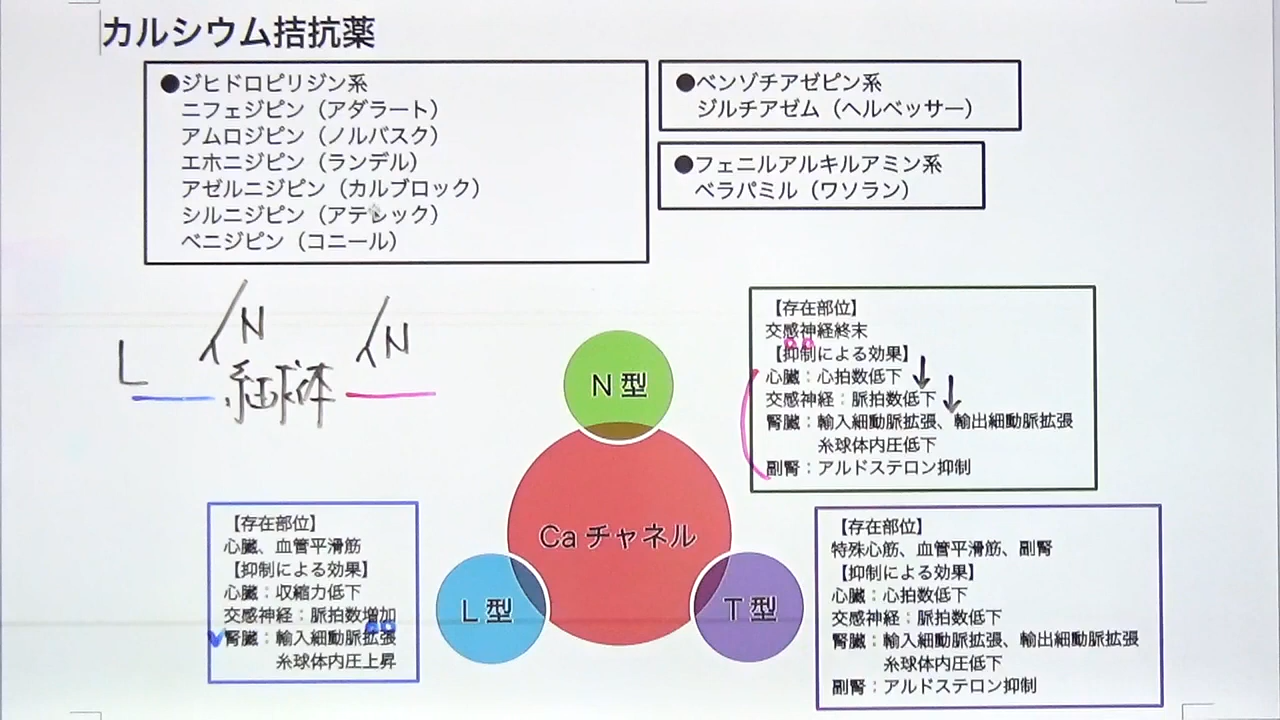 カルシウム拮抗薬
●ジヒドロピリジン系
ニフェジピン（アダラート）
アムロジピン（ノルバスク）
エホニジピン（ランデル）
アゼルニジピン（カルブロック）
シルニジピン（アテレック）
ベニジピン（コニール）
●ベンゾチアゼピン系
ジルチアゼム（ヘルベッサー）
●フェニルアルキルアミン系
ベラパミル（ワソラン）
L
N
糸球体
N
N型
Caチャネル
L型
T型
【存在部位】
交感神経終末
【抑制による効果】
心臓：心拍数低下
交感神経：脈拍数低下
腎臓：輸入細動脈拡張、輸出細動脈拡張
糸球体内圧低下
副腎：アルドステロン抑制
【存在部位】
心臓、血管平滑筋
【抑制による効果】
心臓：収縮力低下
交感神経：脈拍数増加
腎臓：輸入細動脈拡張
糸球体内圧上昇
【存在部位】
特殊心筋、血管平滑筋、副腎
【抑制による効果】
心臓：心拍数低下
交感神経：脈拍数低下
腎臓：輸入細動脈拡張、輸出細動脈拡張
糸球体内圧低下
副腎：アルドステロン抑制